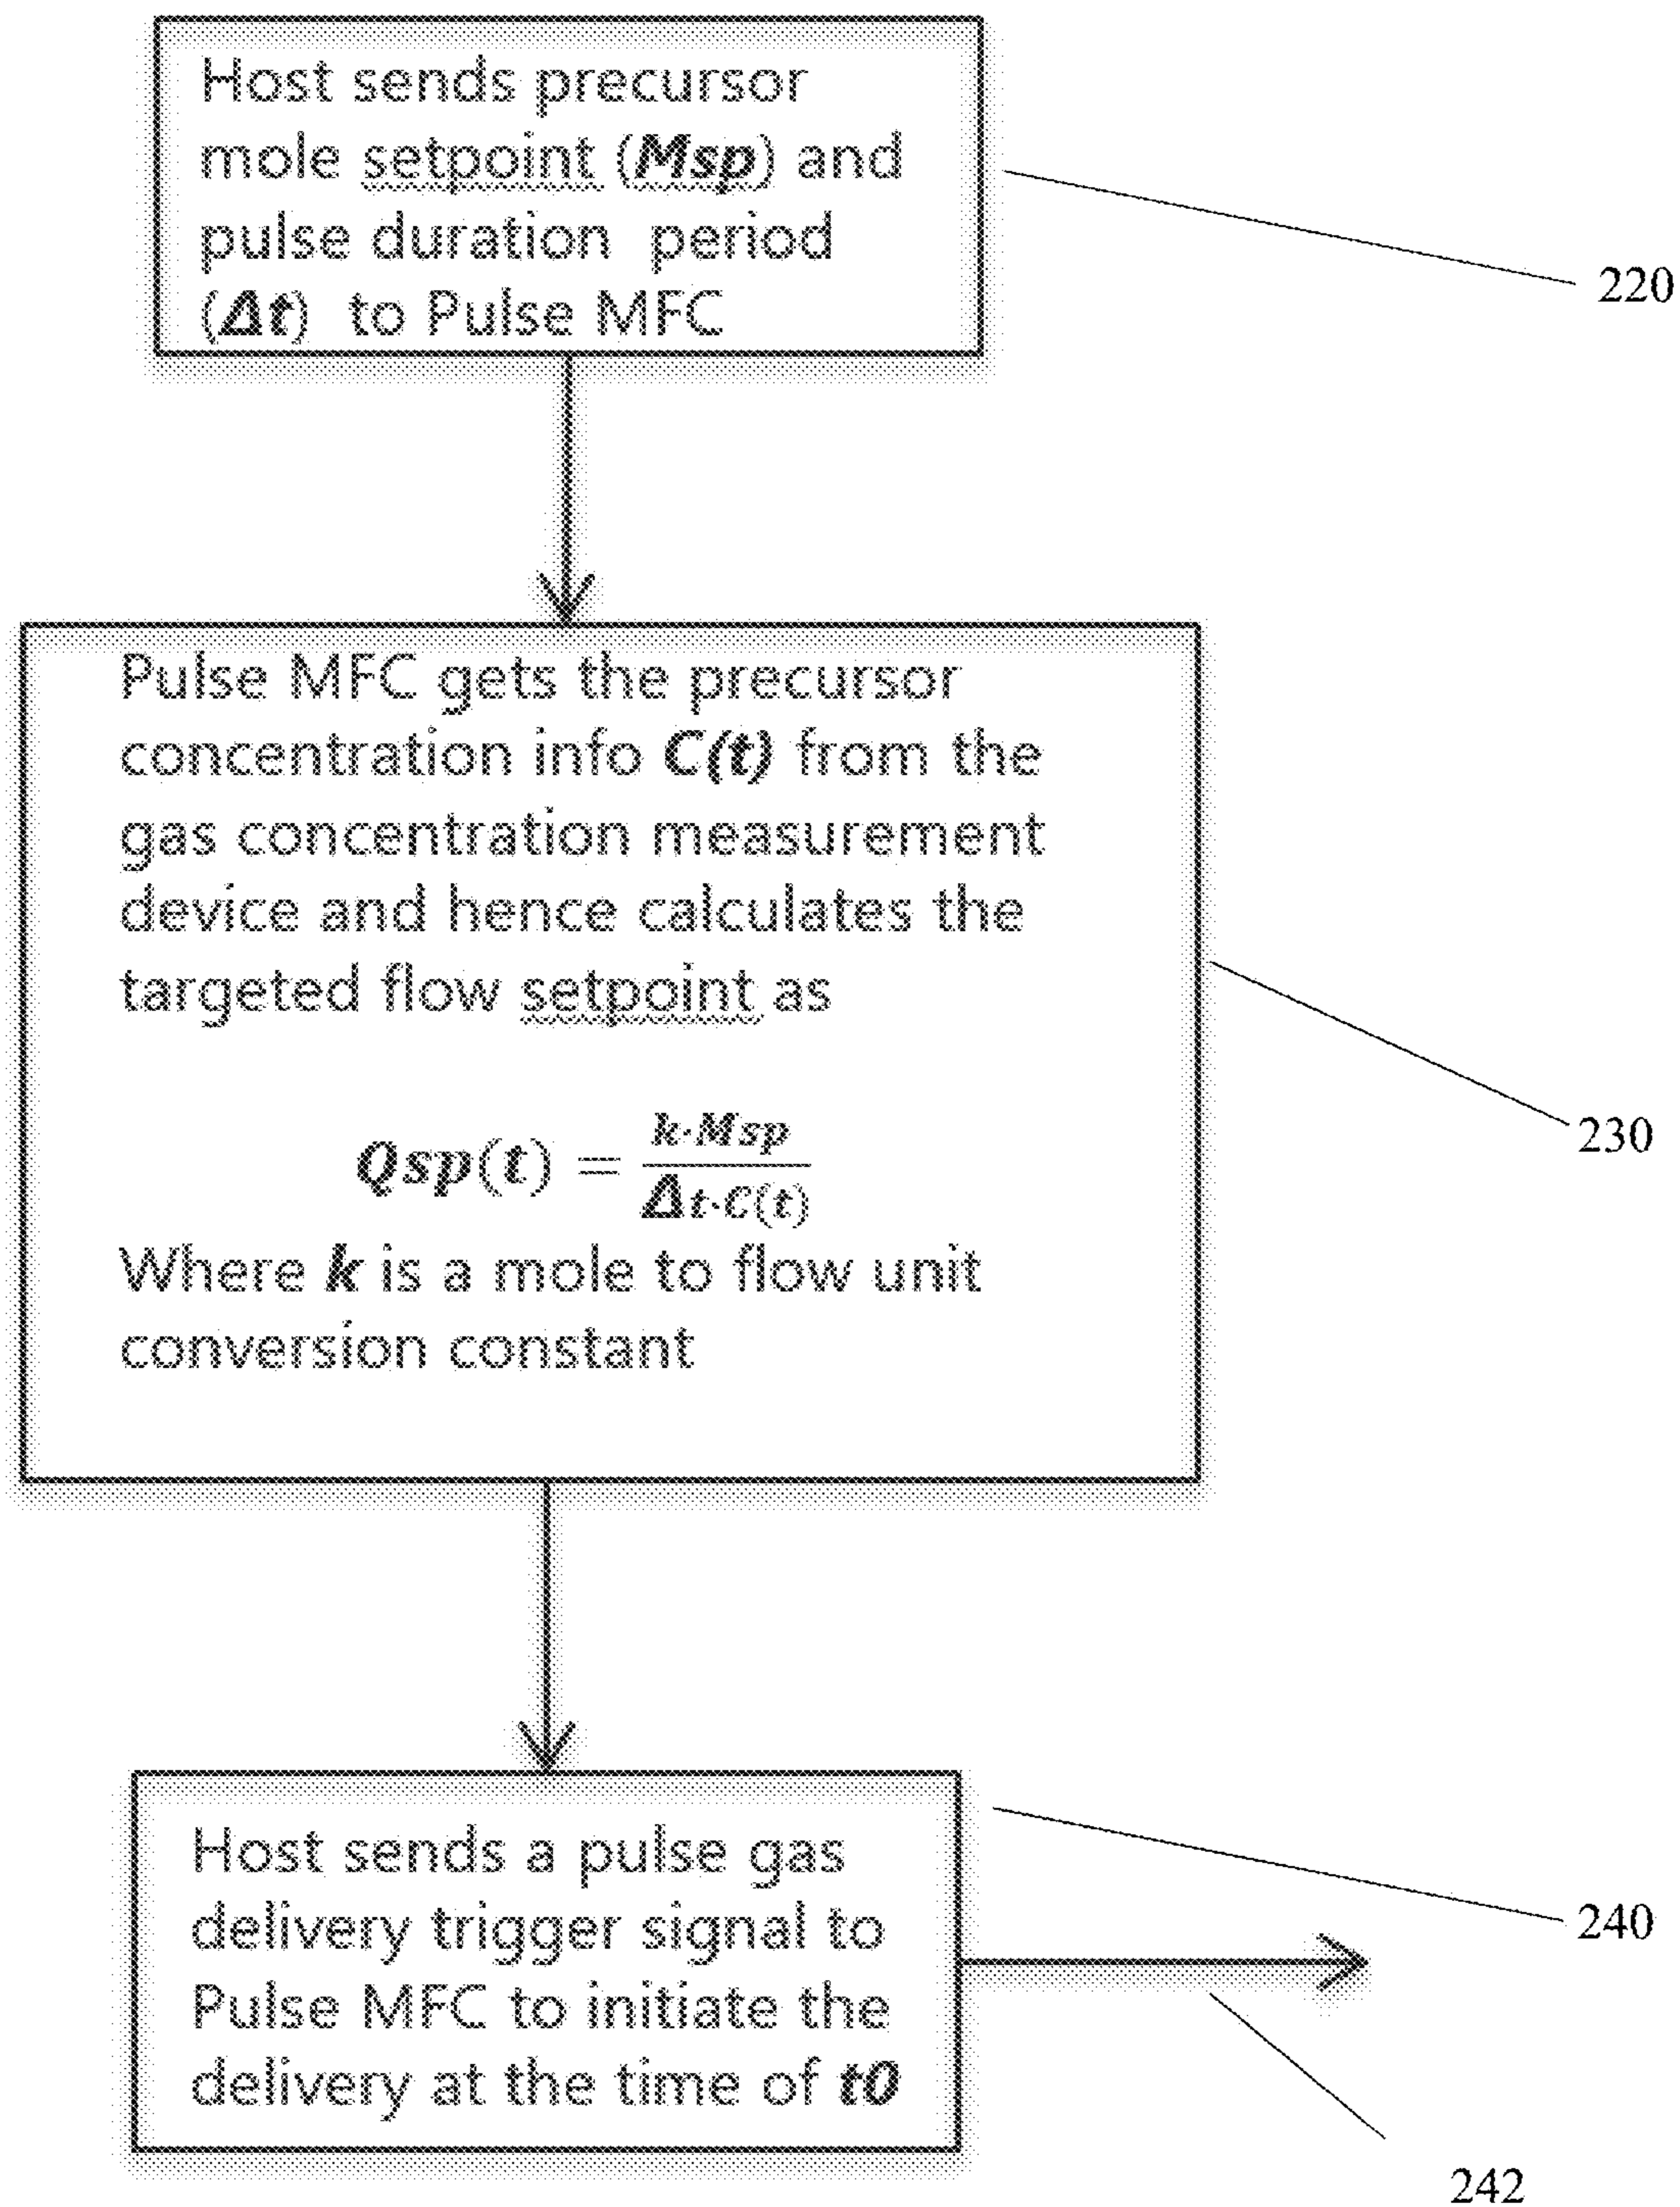 Host sends precursor
mole setpoint (Msp) and
pulse duration period
(Δt) to Pulse MFC
220
Pulse MFC gets the precursor
concentration info C(t) from the
gas concentration measurement
device and hence calculates the
targeted flow setpoint as
Qsp(t) = k·Msp / Δt·C(t)
Where k is a mole to flow unit
conversion constant
230
Host sends a pulse gas
delivery trigger signal to
Pulse MFC to initiate the
delivery at the time of t0
240
242